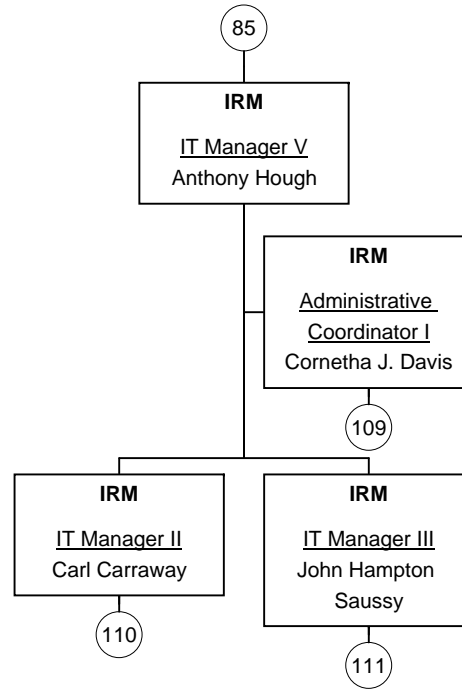 85
IRM
IT Manager V
Anthony Hough
IRM
Administrative
Coordinator I
Cornetha J. Davis
109
IRM
IT Manager II
Carl Carraway
110
IRM
IT Manager III
John Hampton
Saussy
111